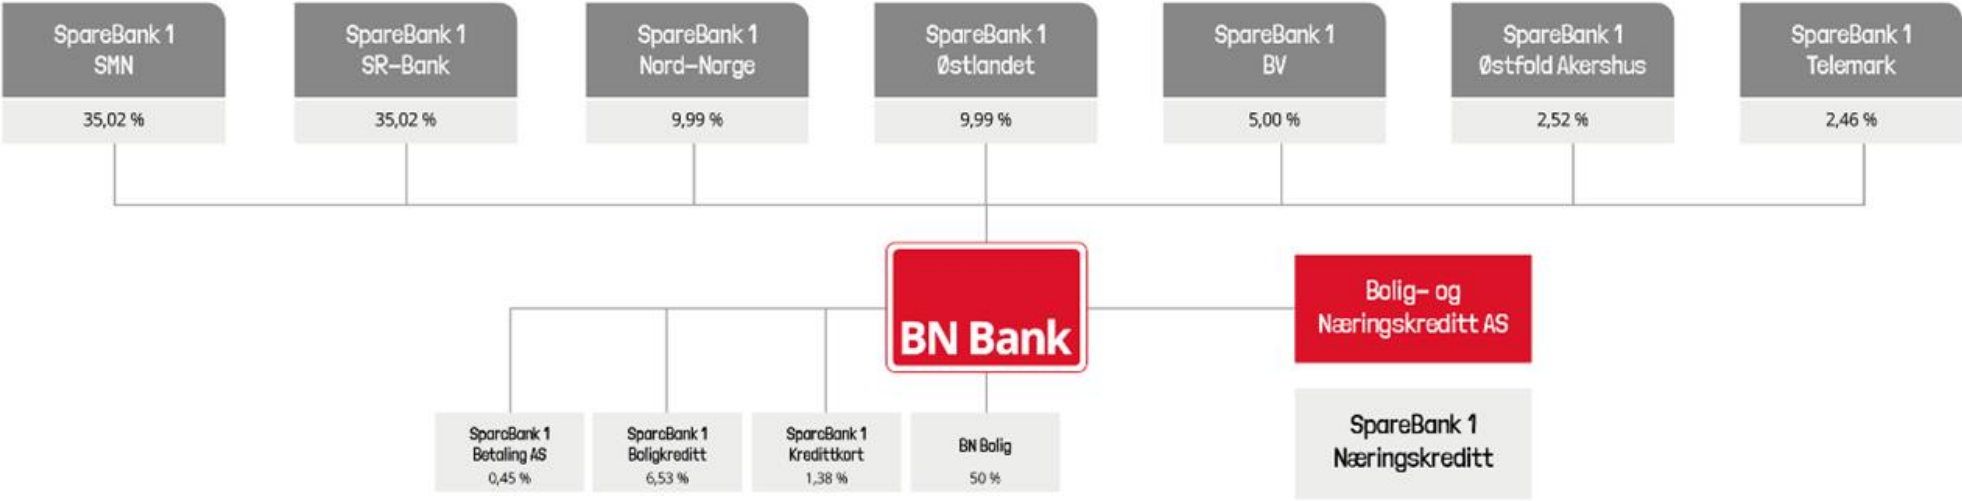 SpareBank 1
SMN
35,02 %
SpareBank 1
SR-Bank
35,02 %
SpareBank 1
Nord-Norge
9,99 %
SpareBank 1
Østlandet
9,99 %
SpareBank 1
BV
5,00 %
SpareBank 1
Østfold Akershus
2,52 %
SpareBank 1
Telemark
2,46 %
BN Bank
Bolig- og
Næringskreditt AS
SpareBank 1
Betaling AS
0,45 %
SpareBank 1
Boligkreditt
6,53 %
SpareBank 1
Kredittkort
1,38 %
BN Bolig
50 %
SpareBank 1
Næringskreditt